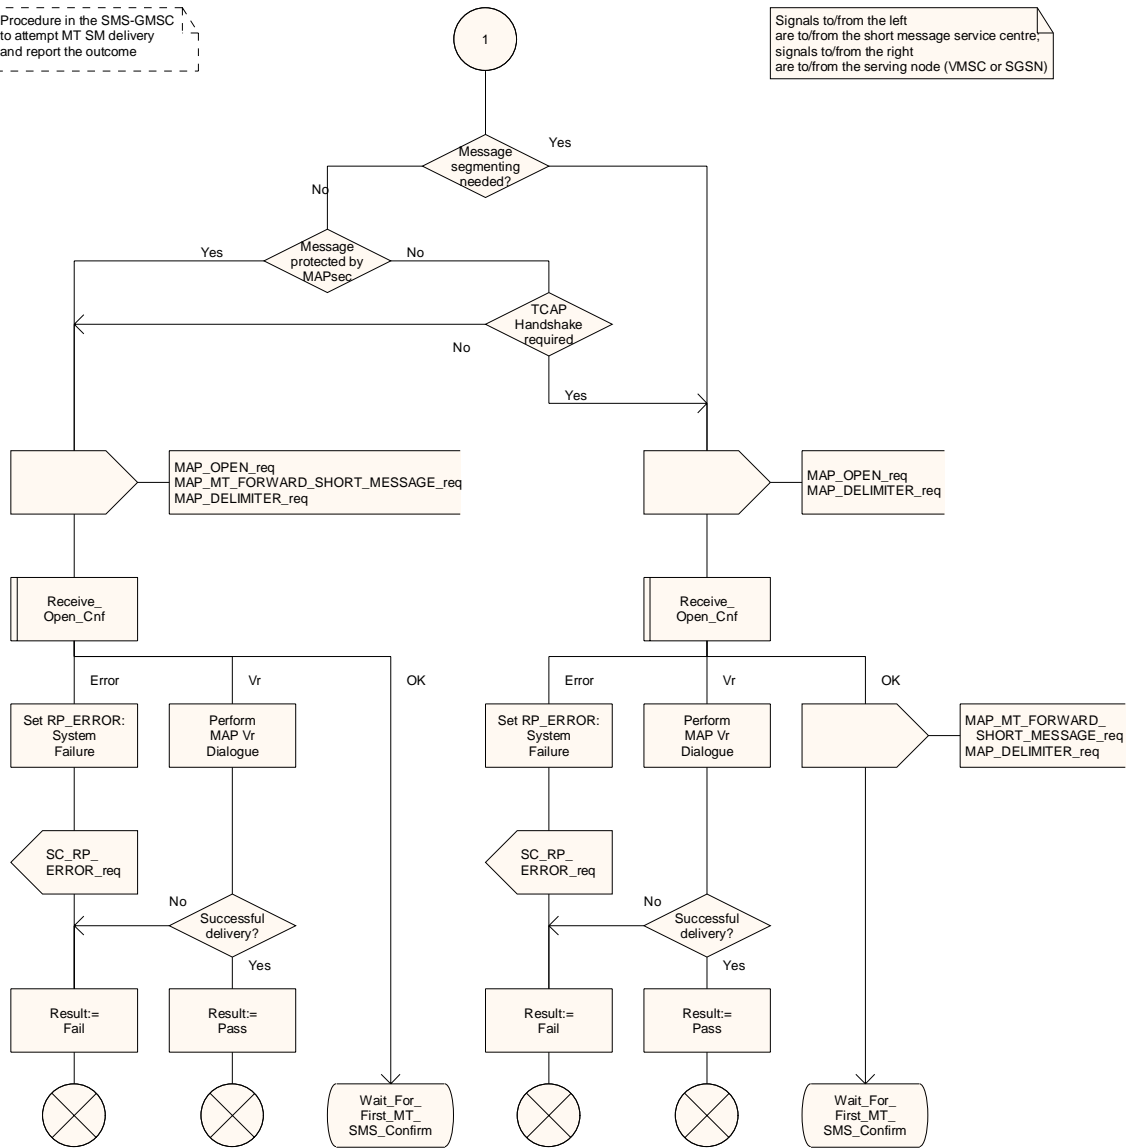 Procedure in the SMS-GMSC
to attempt MT SM delivery
and report the outcome
1
Signals to/from the left
are to/from the short message service centre;
signals to/from the right
are to/from the serving node (VMSC or SGSN)
Message
segmenting
needed?
Yes
No
Message
protected by
MAPsec
Yes
No
TCAP
Handshake
required
No
Yes
MAP_OPEN_req
MAP_MT_FORWARD_SHORT_MESSAGE_req
MAP_DELIMITER_req
MAP_OPEN_req
MAP_DELIMITER_req
Receive_
Open_Cnf
Receive_
Open_Cnf
Error
Vr
OK
Error
Vr
OK
Set RP_ERROR:
System
Failure
Perform
MAP Vr
Dialogue
Set RP_ERROR:
System
Failure
Perform
MAP Vr
Dialogue
MAP_MT_FORWARD_
SHORT_MESSAGE_req
MAP_DELIMITER_req
SC_RP_
ERROR_req
SC_RP_
ERROR_req
No
Successful
delivery?
Yes
No
Successful
delivery?
Yes
Result:=
Fail
Result:=
Pass
Result:=
Fail
Result:=
Pass
Wait_For_
First_MT_
SMS_Confirm
Wait_For_
First_MT_
SMS_Confirm